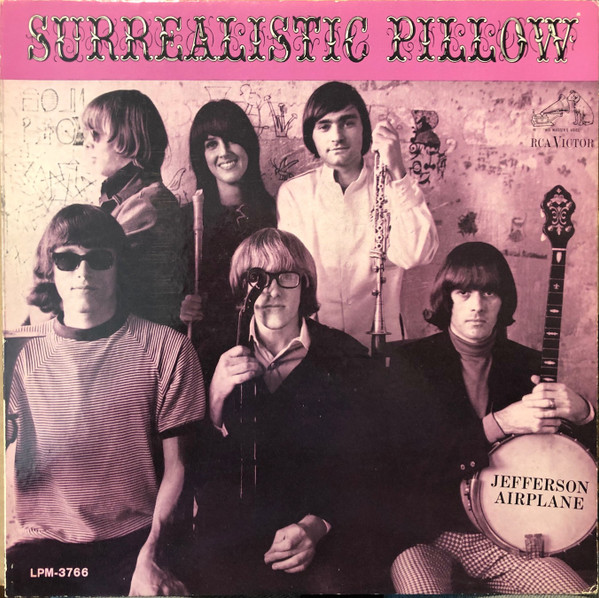 SURREALISTIC PILLOW
RCA VICTOR
JEFFERSON
AIRPLANE
LPM-3766